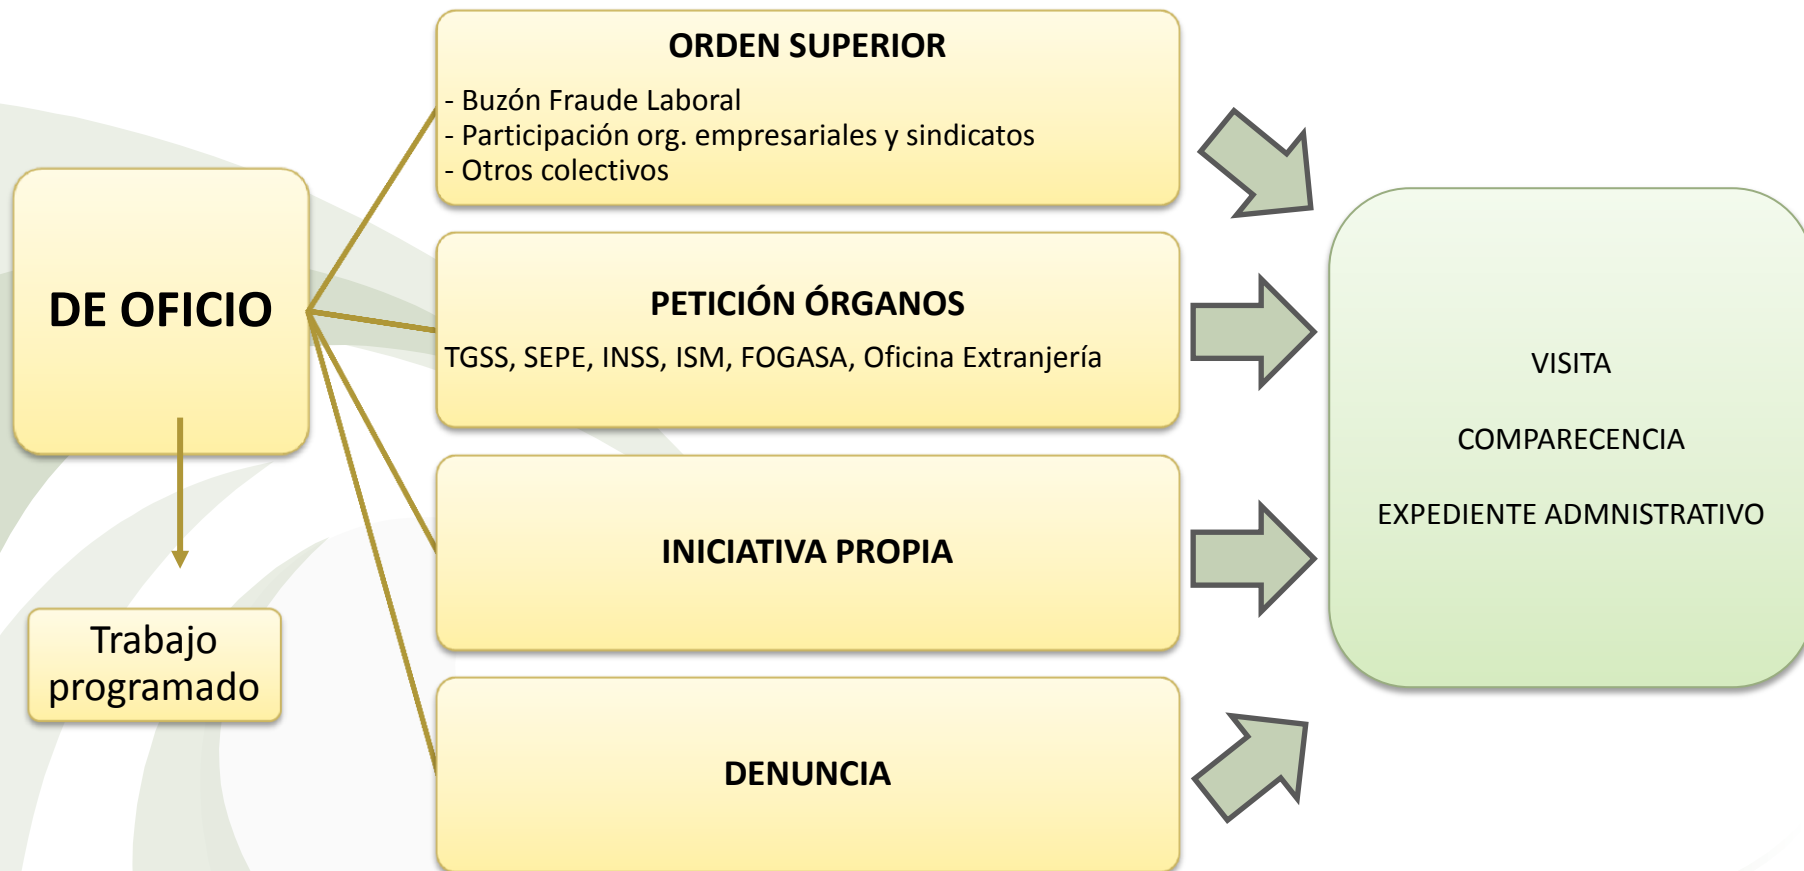 DE OFICIO
Trabajo
programado
ORDEN SUPERIOR
- Buzón Fraude Laboral
- Participación org. empresariales y sindicatos
- Otros colectivos
PETICIÓN ÓRGANOS
TGSS, SEPE, INSS, ISM, FOGASA, Oficina Extranjería
INICIATIVA PROPIA
DENUNCIA
VISITA
COMPARECENCIA
EXPEDIENTE ADMNISTRATIVO